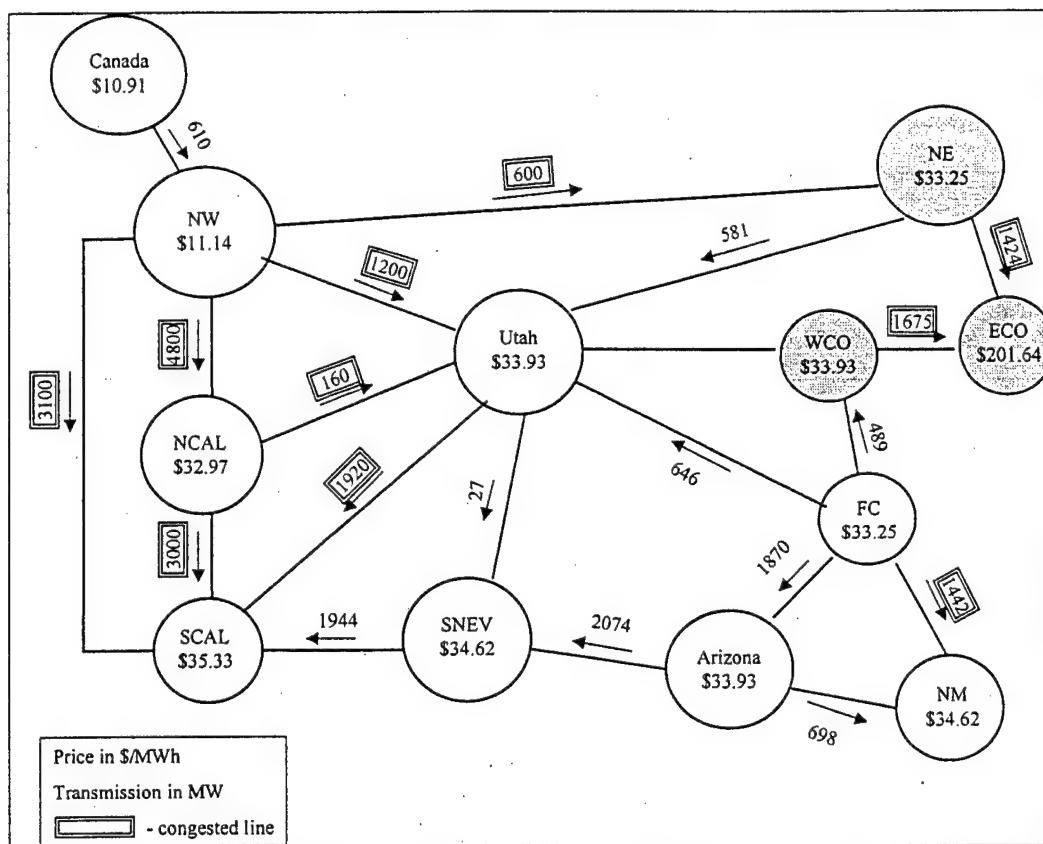 Canada
$10.91
610
NE
$33.25
600
NW
$11.14
581
1424
1200
Utah
$33.93
WCO
$33.93
1675
ECO
$201.64
4800
3100
160
NCAL
$32.97
1920
27
646
489
FC
$33.25
3000
1870
1442
SCAL
$35.33
1944
SNEV
$34.62
2074
Arizona
$33.93
NM
$34.62
698
Price in $/MWh
Transmission in MW
- congested line